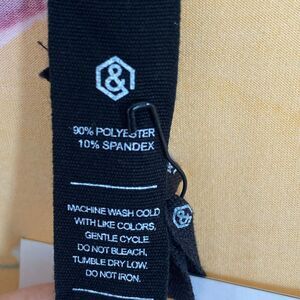 &
90% POLYESTER
10% SPANDEX
MACHINE WASH COLD
WITH LIKE COLORS,
GENTLE CYCLE
DO NOT BLEACH,
TUMBLE DRY LOW.
DO NOT IRON.
&